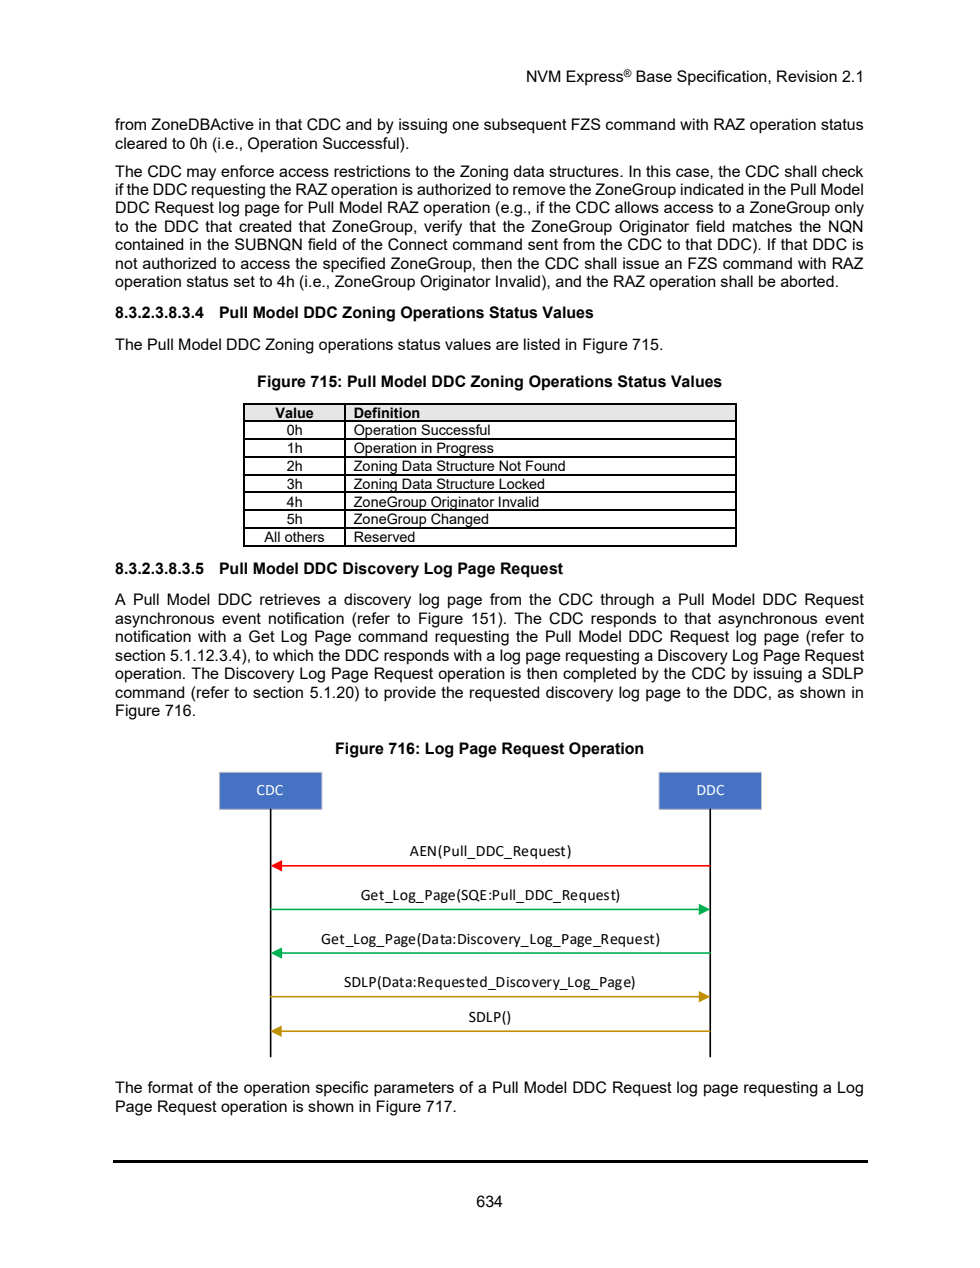 NVM Express® Base Specification, Revision 2.1
from ZoneDBActive in that CDC and by issuing one subsequent FZS command with RAZ operation status
cleared to 0h (i.e., Operation Successful).
The CDC may enforce access restrictions to the Zoning data structures. In this case, the CDC shall check
if the DDC requesting the RAZ operation is authorized to remove the ZoneGroup indicated in the Pull Model
DDC Request log page for Pull Model RAZ operation (e.g., if the CDC allows access to a ZoneGroup only
to the DDC that created that ZoneGroup, verify that the ZoneGroup Originator field matches the NQN
contained in the SUBNQN field of the Connect command sent from the CDC to that DDC). If that DDC is
not authorized to access the specified ZoneGroup, then the CDC shall issue an FZS command with RAZ
operation status set to 4h (i.e., ZoneGroup Originator Invalid), and the RAZ operation shall be aborted.
8.3.2.3.8.3.4 Pull Model DDC Zoning Operations Status Values
The Pull Model DDC Zoning operations status values are listed in Figure 715.
Figure 715: Pull Model DDC Zoning Operations Status Values
Value Definition
0h Operation Successful
1h Operation in Progress
2h Zoning Data Structure Not Found
3h Zoning Data Structure Locked
4h ZoneGroup Originator Invalid
5h ZoneGroup Changed
All others Reserved
8.3.2.3.8.3.5 Pull Model DDC Discovery Log Page Request
A Pull Model DDC retrieves a discovery log page from the CDC through a Pull Model DDC Request
asynchronous event notification (refer to Figure 151). The CDC responds to that asynchronous event
notification with a Get Log Page command requesting the Pull Model DDC Request log page (refer to
section 5.1.12.3.4), to which the DDC responds with a log page requesting a Discovery Log Page Request
operation. The Discovery Log Page Request operation is then completed by the CDC by issuing a SDLP
command (refer to section 5.1.20) to provide the requested discovery log page to the DDC, as shown in
Figure 716.
Figure 716: Log Page Request Operation
CDC DDC
AEN(Pull_DDC_Request)
Get_Log_Page(SQE:Pull_DDC_Request)
Get_Log_Page(Data:Discovery_Log_Page_Request)
SDLP(Data:Requested_Discovery_Log_Page)
SDLP()
The format of the operation specific parameters of a Pull Model DDC Request log page requesting a Log
Page Request operation is shown in Figure 717.
634